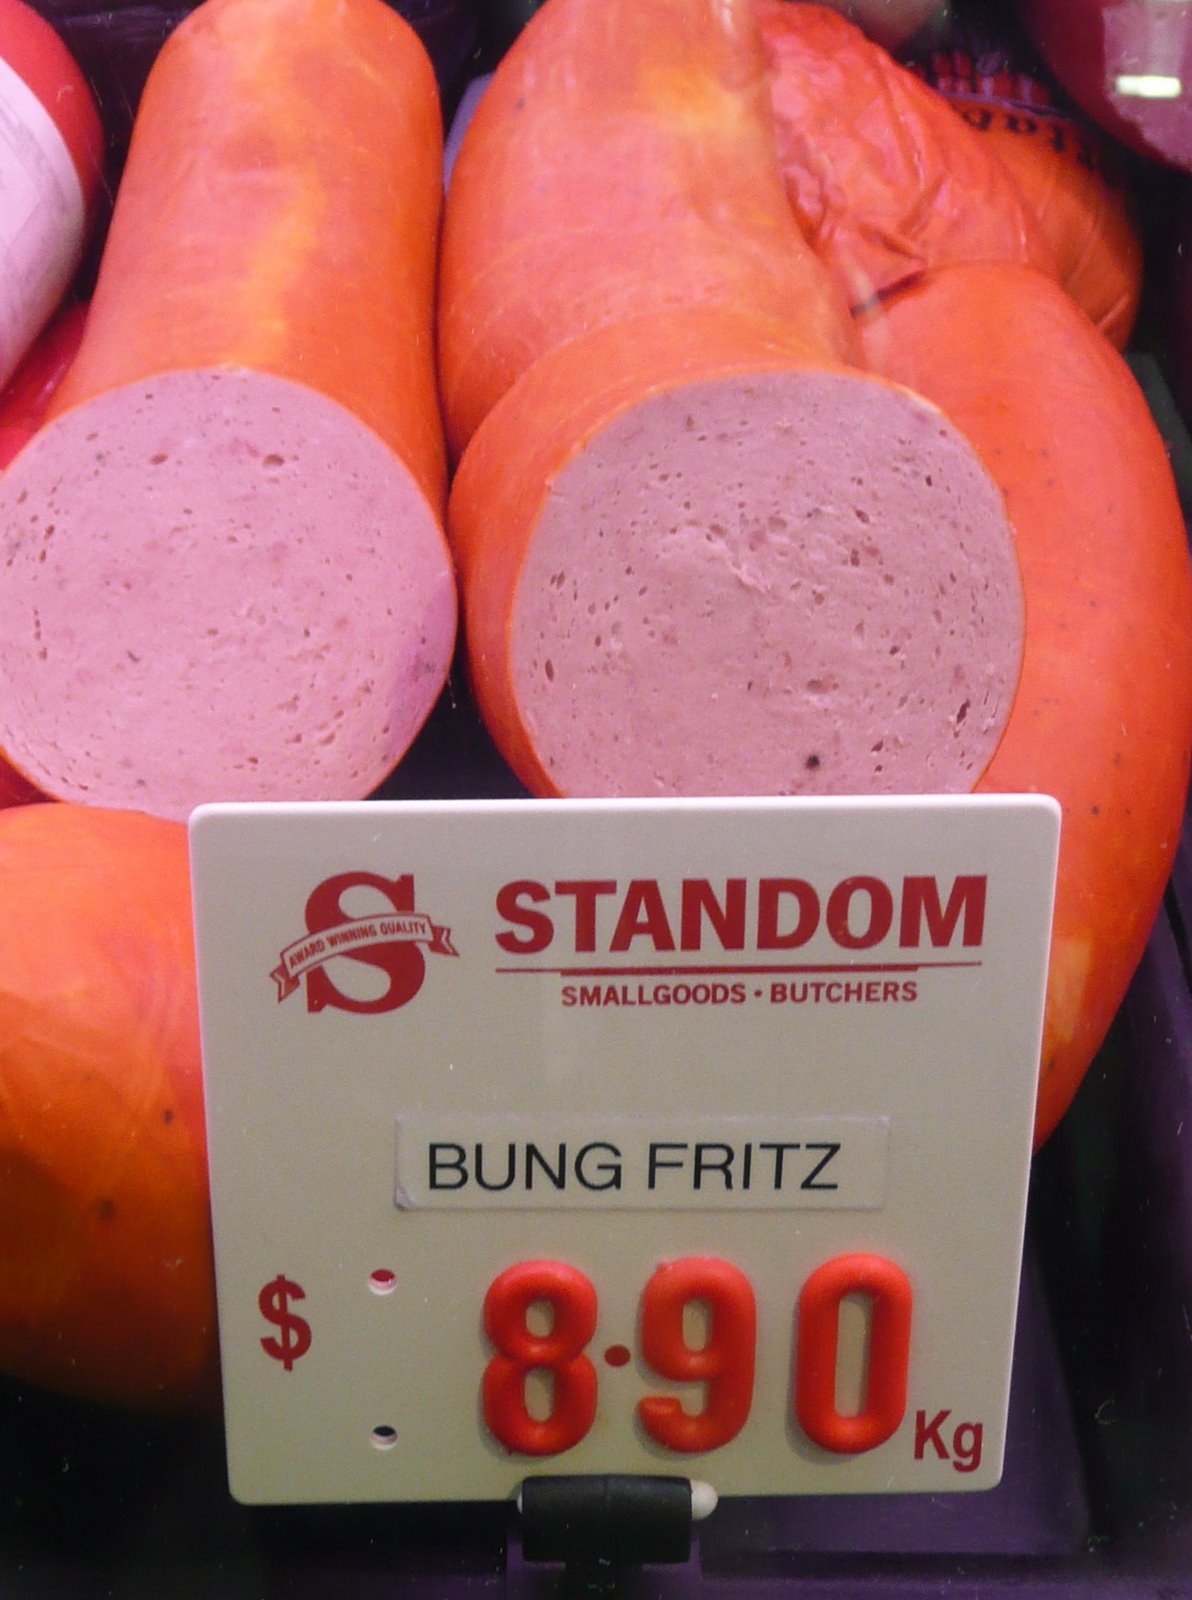 AWARD WINNING QUALITY
S
STANDOM
SMALLGOODS • BUTCHERS
BUNG FRITZ
$ 8.90 Kg